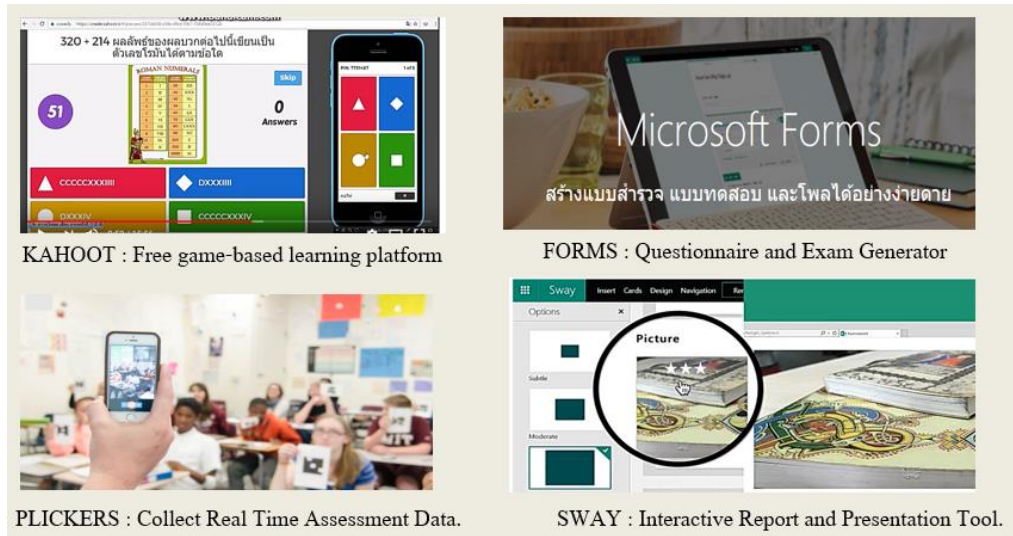 320 + 214 ผลลัพธ์ของผลบวกต่อไปนี้เขียนเป็น
ตัวเลขโรมันได้ตามข้อใด
ROMAN NUMERALS
Skip
51
0
Answers
CCCCCXXXIIII
DXXXIIII
DXXXIV
CCCCCXXXIV
KAHOOT : Free game-based learning platform
Microsoft Forms
สร้างแบบสำรวจ แบบทดสอบ และโพลได้อย่างง่ายดาย
FORMS : Questionnaire and Exam Generator
PLICKERS : Collect Real Time Assessment Data.
Sway Insert Cards Design Navigation
Options
Picture
Subtle
Moderate
SWAY : Interactive Report and Presentation Tool.